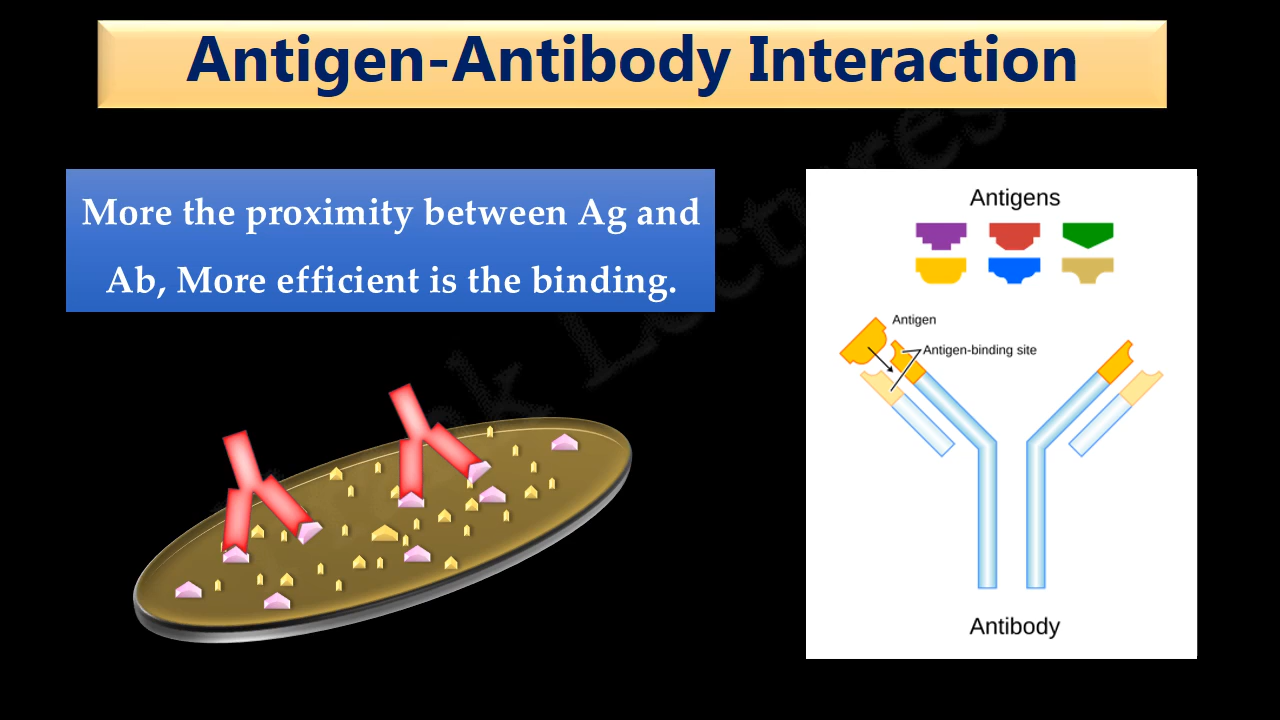 Antigen-Antibody Interaction
More the proximity between Ag and
Ab, More efficient is the binding.
Antigens
Antigen
Antigen-binding site
Antibody
Lectures